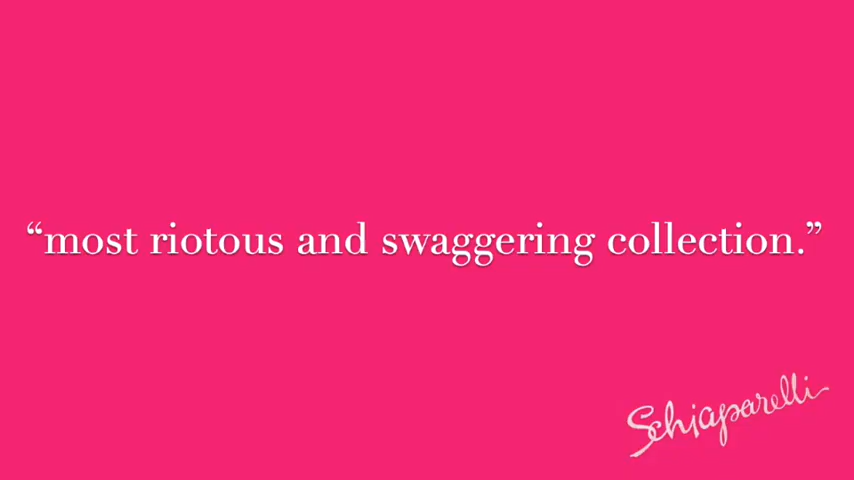 “most riotous and swaggering collection.”
Schiaparelli